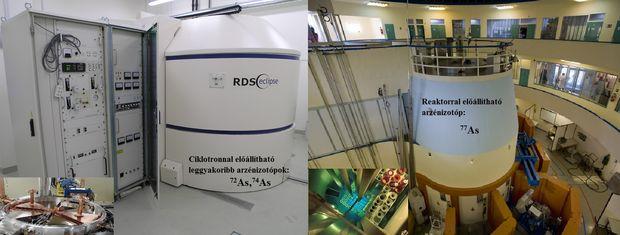 RDS eclipse
Ciklotronnal előállítható
leggyakoribb arzénizotópok:
72As, 74As
Reaktorral előállítható
arzénizotóp:
77As